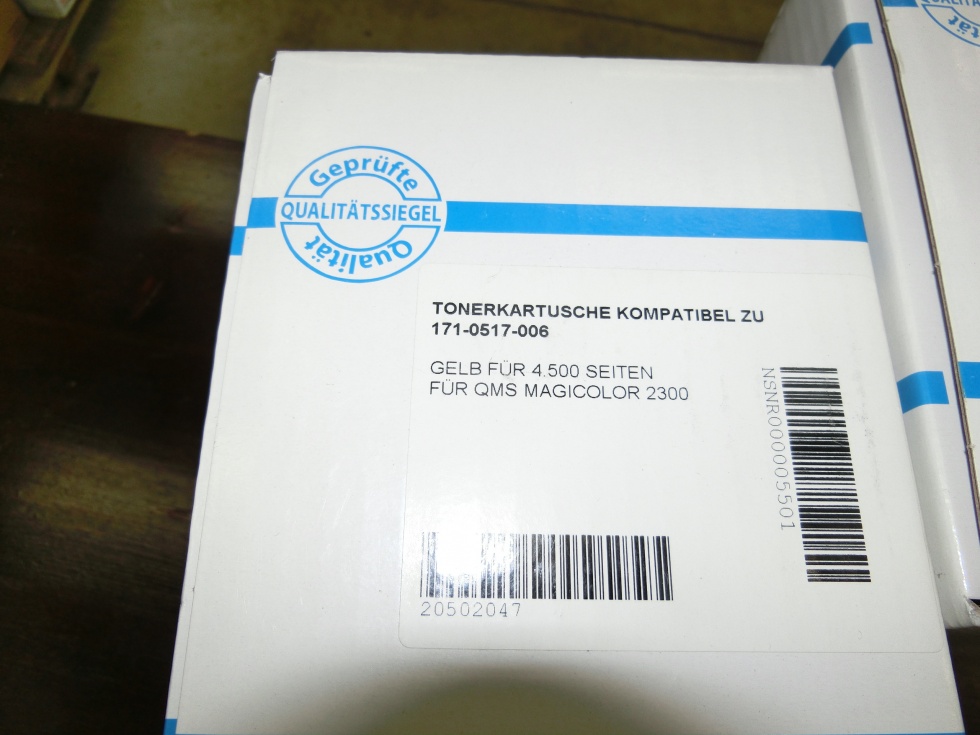 Geprüfte
QUALITÄTSSIEGEL
Qualität
TONERKARTUSCHE KOMPATIBEL ZU
171-0517-006
GELB FÜR 4.500 SEITEN
FÜR QMS MAGICOLOR 2300
NSNR000005501
20502047